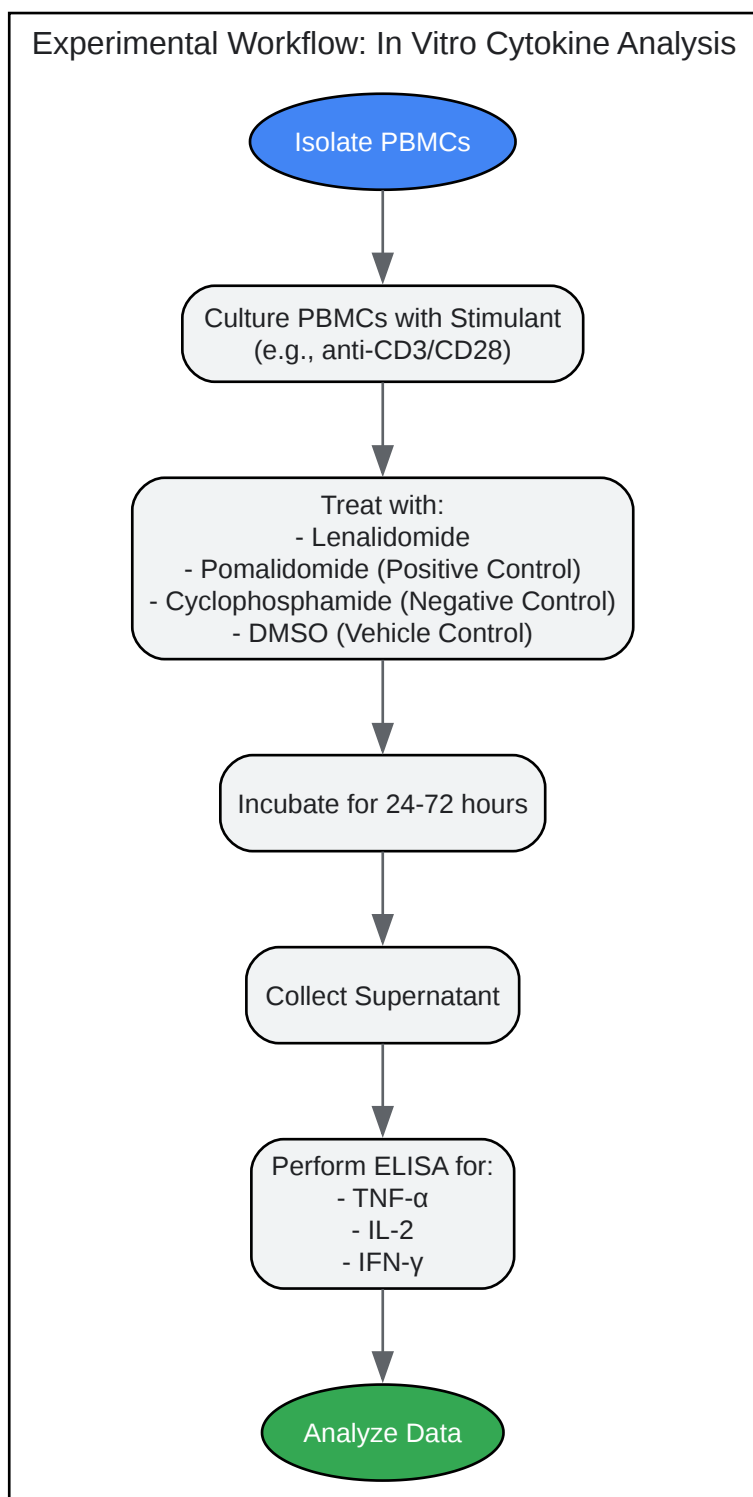 Experimental Workflow: In Vitro Cytokine Analysis
Isolate PBMCs
Culture PBMCs with Stimulant
(e.g., anti-CD3/CD28)
Treat with:
- Lenalidomide
- Pomalidomide (Positive Control)
- Cyclophosphamide (Negative Control)
- DMSO (Vehicle Control)
Incubate for 24-72 hours
Collect Supernatant
Perform ELISA for:
- TNF-α
- IL-2
- IFN-γ
Analyze Data